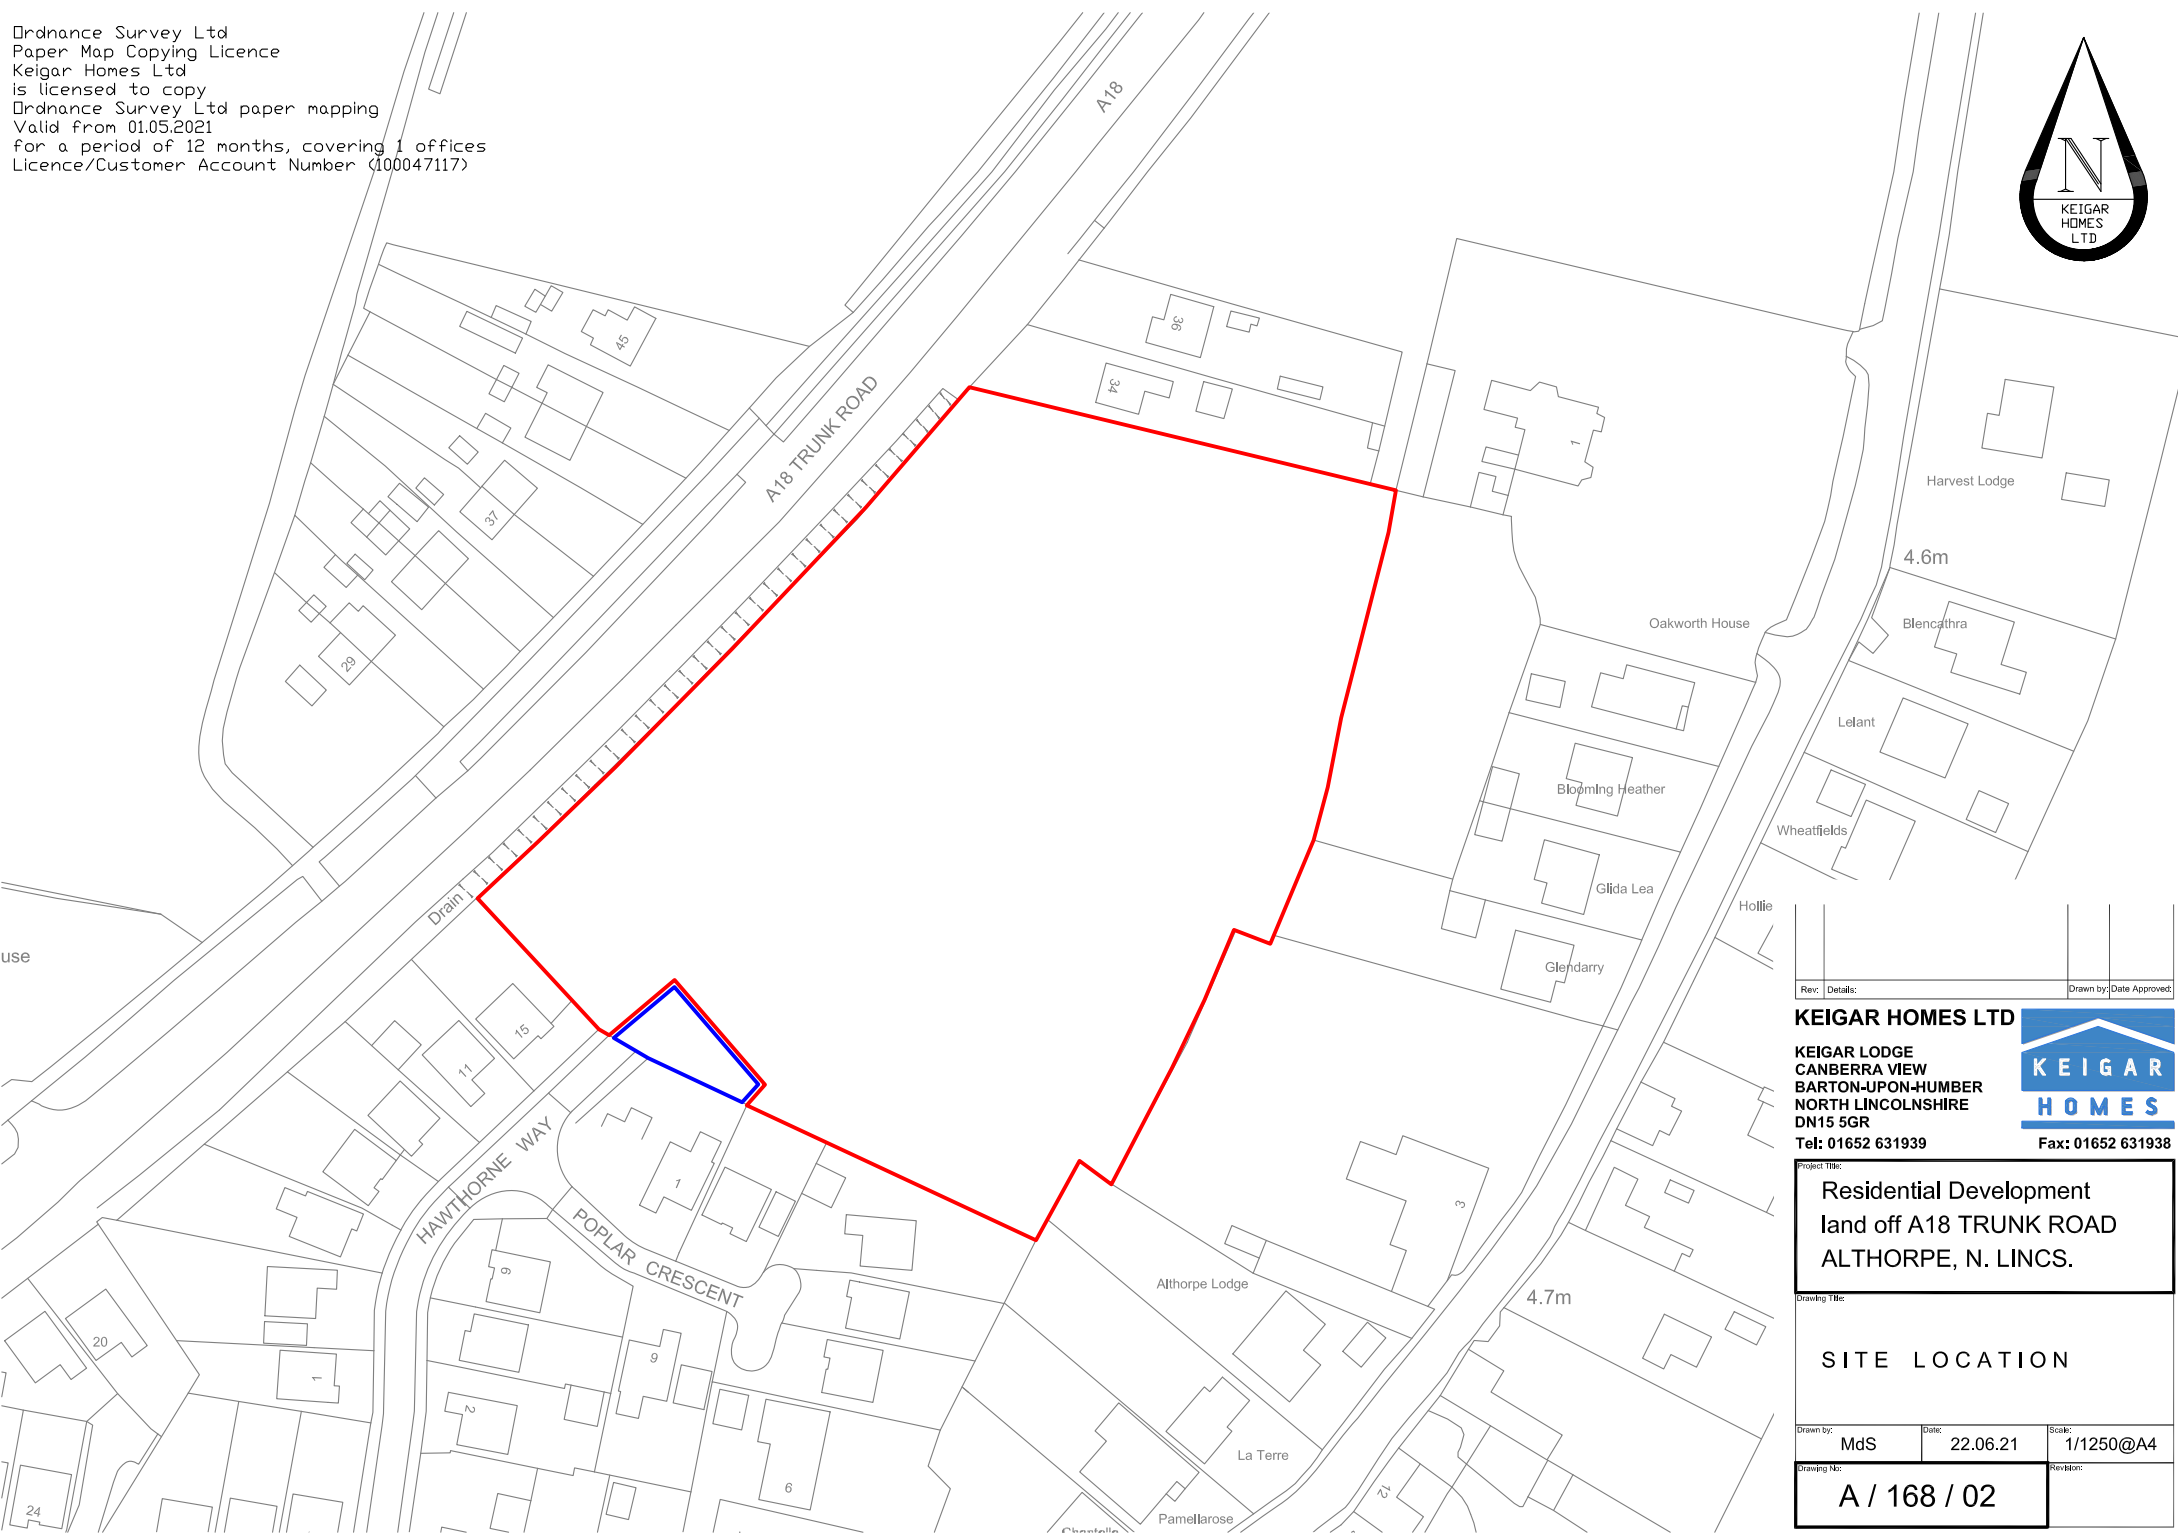 Ordnance Survey Ltd
Paper Map Copying Licence
Keigar Homes Ltd
is licensed to copy
Ordnance Survey Ltd paper mapping
Valid from 01.05.2021
for a period of 12 months, covering 1 offices
Licence/Customer Account Number (100047117)
A18
N
KEIGAR
HOMES
LTD
36
45
34
A18 TRUNK ROAD
1
Harvest Lodge
37
4.6m
Oakworth House
Blencathra
29
Lelant
Blooming Heather
Wheatfields
Glida Lea
Drain
Hollie
use
Glendarry
15
11
HAWTHORNE WAY
1
POPLAR CRESCENT
3
9
Althorpe Lodge
4.7m
20
9
1
2
La Terre
6
12
24
Pamellarose
Rev:
Details:
Drawn by:
Date Approved:
KEIGAR HOMES LTD
KEIGAR LODGE
CANBERRA VIEW
BARTON-UPON-HUMBER
NORTH LINCOLNSHIRE
DN15 5GR
Tel: 01652 631939
Fax: 01652 631938
KEIGAR
HOMES
Project Title:
Residential Development
land off A18 TRUNK ROAD
ALTHORPE, N. LINCS.
Drawing Title:
SITE LOCATION
Drawn by:
MdS
Date:
22.06.21
Scale:
1/1250@A4
Drawing No:
A / 168 / 02
Revision: